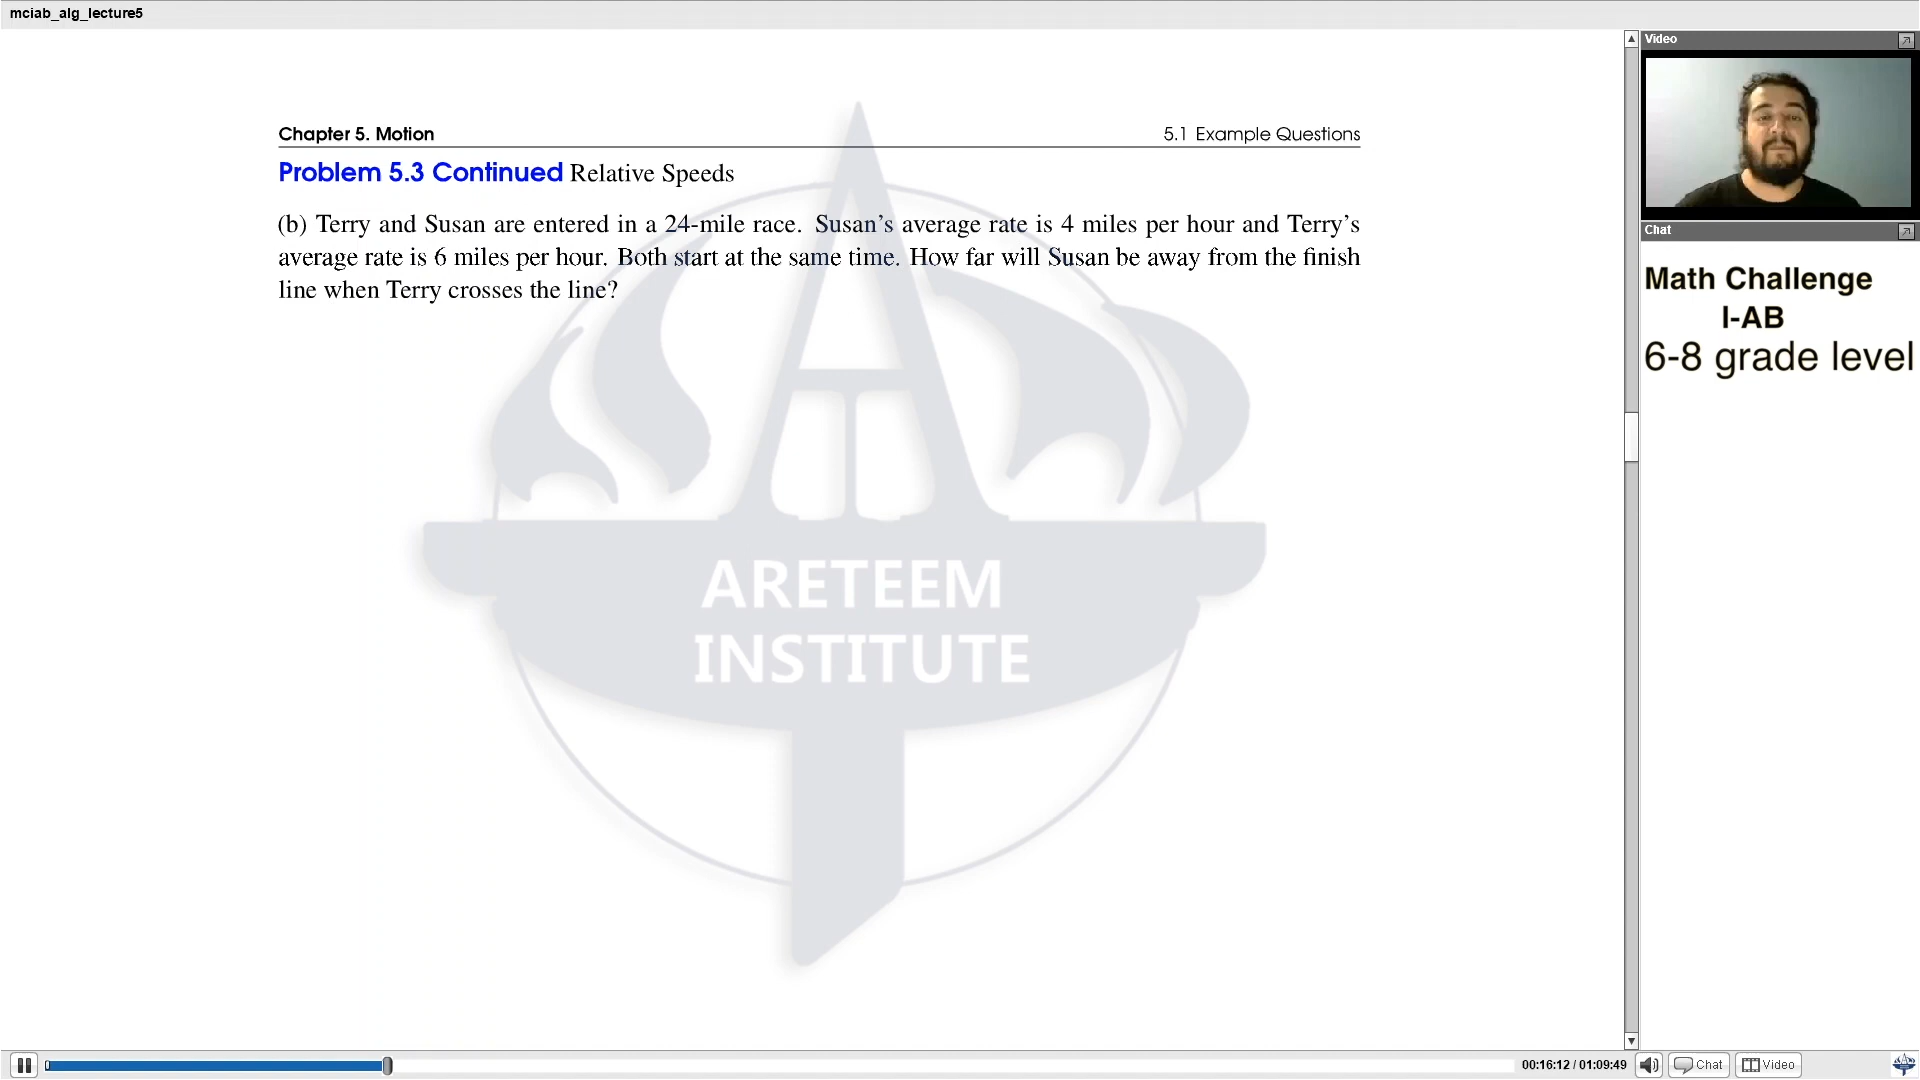 mciab_alg_lecture5
Chapter 5. Motion
5.1 Example Questions
Problem 5.3 Continued Relative Speeds
(b) Terry and Susan are entered in a 24-mile race. Susan's average rate is 4 miles per hour and Terry's
average rate is 6 miles per hour. Both start at the same time. How far will Susan be away from the finish
line when Terry crosses the line?
ARETEEM
INSTITUTE
Video
Chat
Math Challenge
I-AB
6-8 grade level
00:16:12 / 01:09:49
Chat
Video